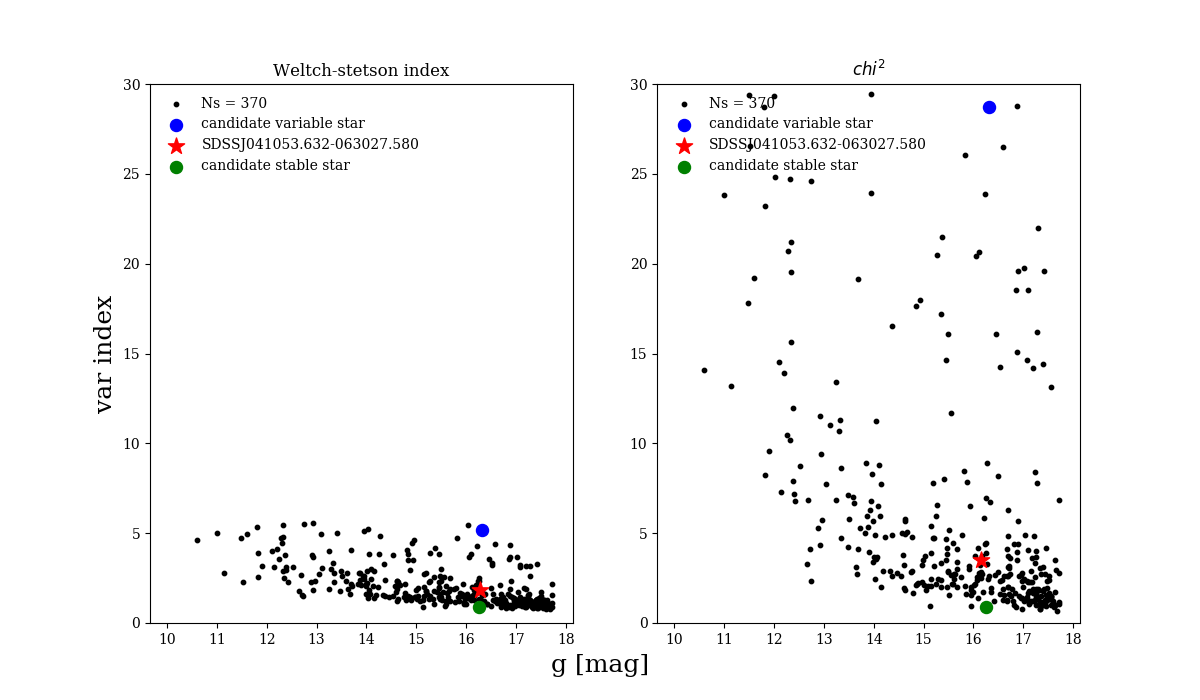 Weltch-stetson index
30
25
20
15
10
5
0
var index
Ns = 370
candidate variable star
SDSSJ041053.632-063027.580
candidate stable star
10 11 12 13 14 15 16 17 18
chi²
30
25
20
15
10
5
0
Ns = 370
candidate variable star
SDSSJ041053.632-063027.580
candidate stable star
10 11 12 13 14 15 16 17 18
g [mag]